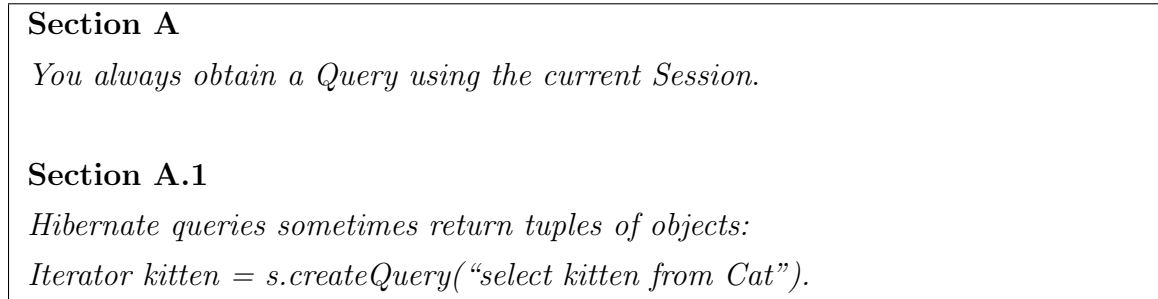 Section A
You always obtain a Query using the current Session.
Section A.1
Hibernate queries sometimes return tuples of objects:
Iterator kitten = s.createQuery(“select kitten from Cat”).